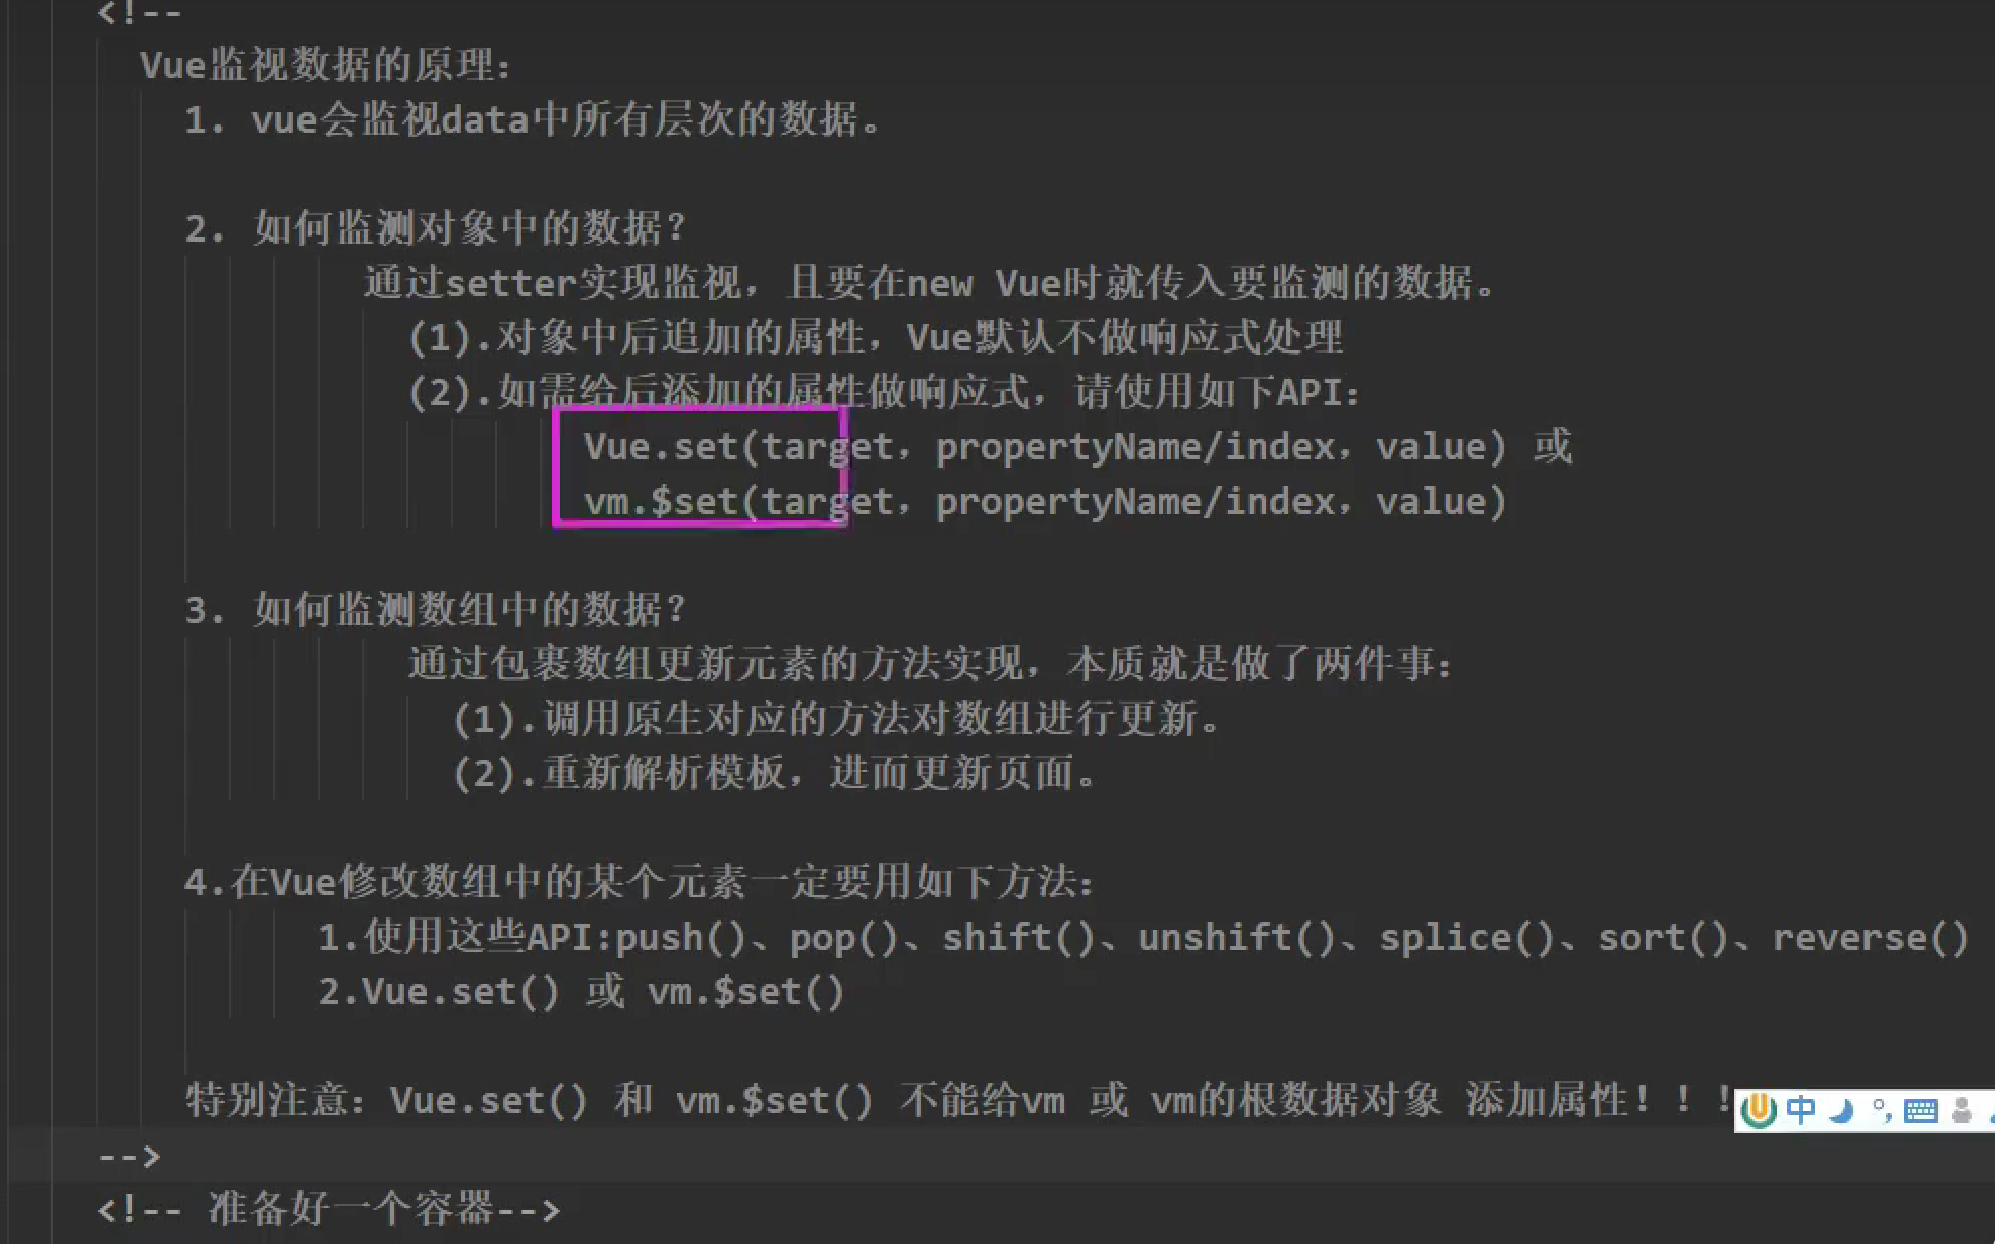 <!--
Vue监视数据的原理：
1. vue会监视data中所有层次的数据。
2. 如何监测对象中的数据？
通过setter实现监视，且要在new Vue时就传入要监测的数据。
(1).对象中后追加的属性，Vue默认不做响应式处理
(2).如需给后添加的属性做响应式，请使用如下API：
Vue.set(target，propertyName/index，value) 或
vm.$set(target，propertyName/index，value)
3. 如何监测数组中的数据？
通过包裹数组更新元素的方法实现，本质就是做了两件事：
(1).调用原生对应的方法对数组进行更新。
(2).重新解析模板，进而更新页面。
4.在Vue修改数组中的某个元素一定要用如下方法：
1.使用这些API:push()、pop()、shift()、unshift()、splice()、sort()、reverse()
2.Vue.set() 或 vm.$set()
特别注意：Vue.set() 和 vm.$set() 不能给vm 或 vm的根数据对象 添加属性！！！
中
-->
<!-- 准备好一个容器-->